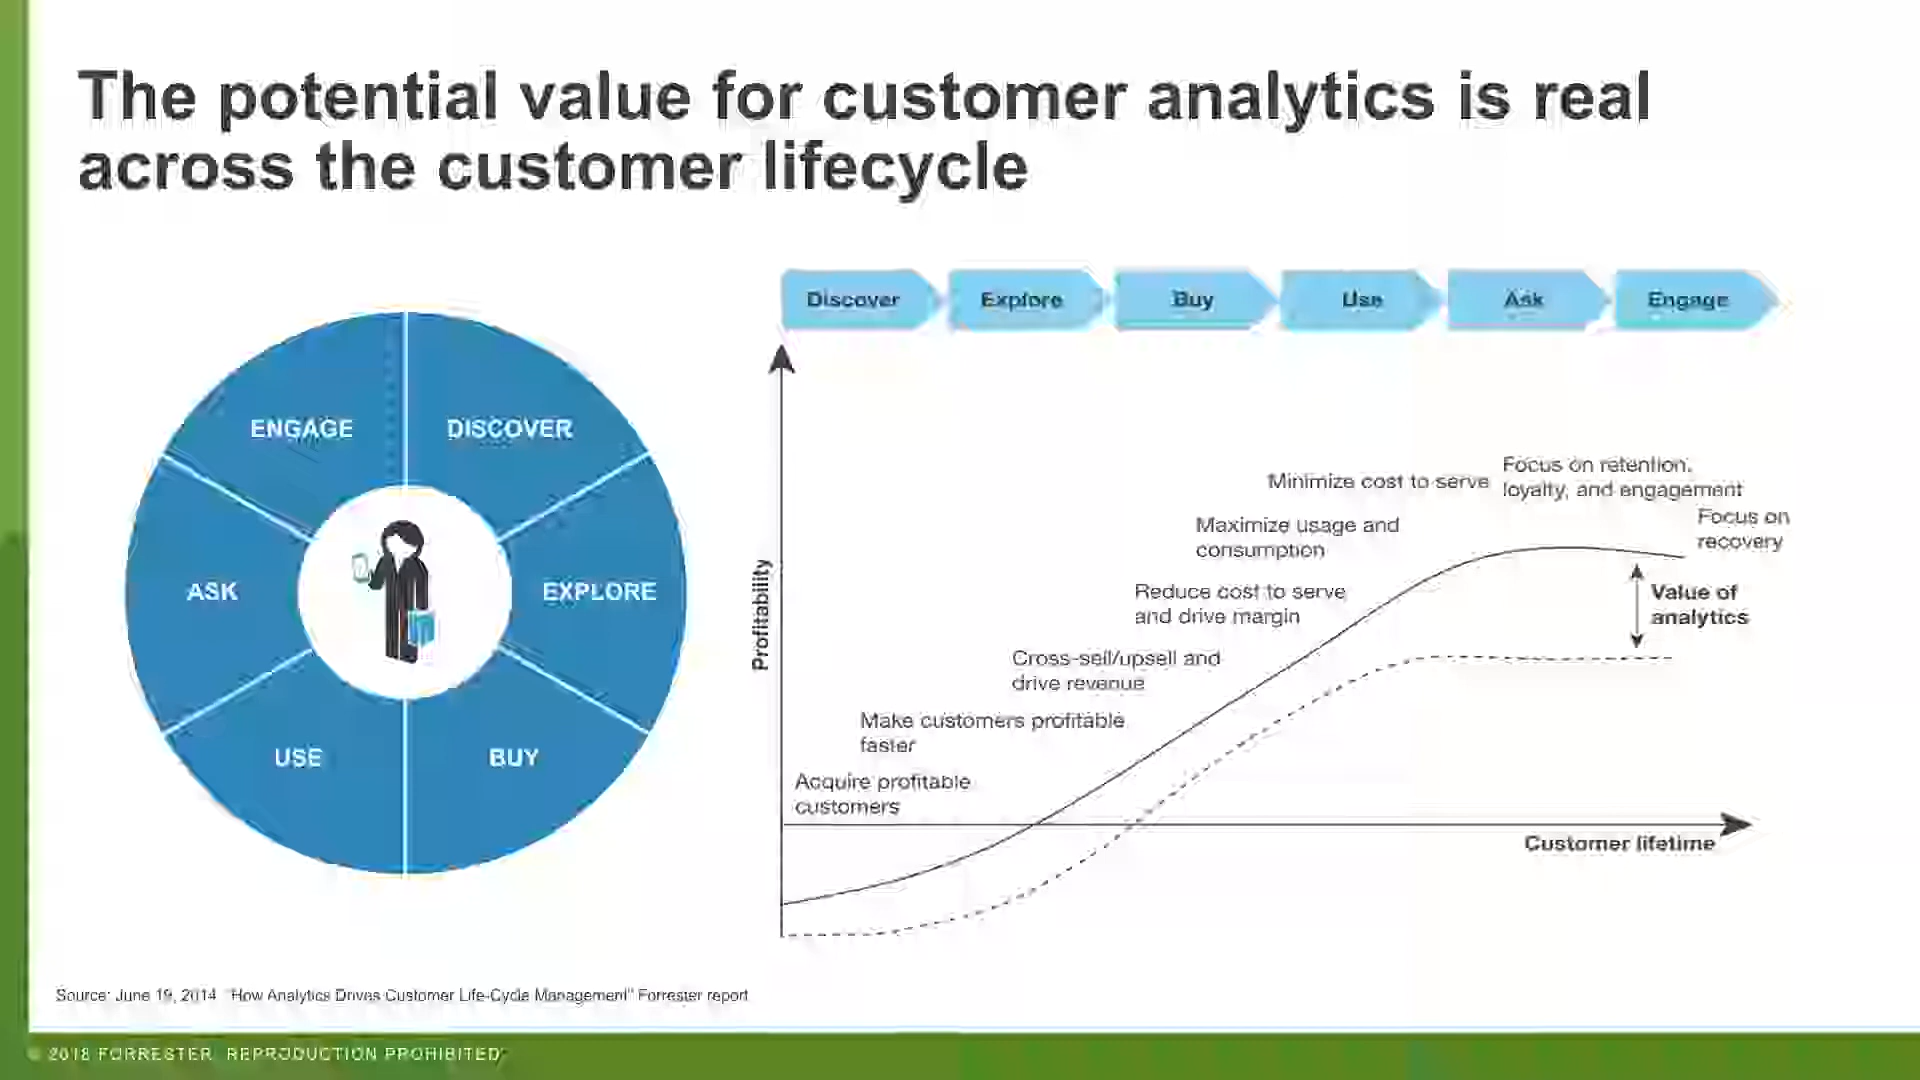 The potential value for customer analytics is real
across the customer lifecycle
ENGAGE
DISCOVER
ASK
EXPLORE
USE
BUY
Discover
Explore
Buy
Use
Ask
Engage
Profitability
Focus on retention,
loyalty, and engagement
Minimize cost to serve
Focus on
recovery
Maximize usage and
consumption
Reduce cost to serve
and drive margin
Value of
analytics
Cross-sell/upsell and
drive revenue
Make customers profitable
faster
Acquire profitable
customers
Customer lifetime
Source: June 19, 2014 "How Analytics Drives Customer Life-Cycle Management" Forrester report
© 2018 FORRESTER. REPRODUCTION PROHIBITED.